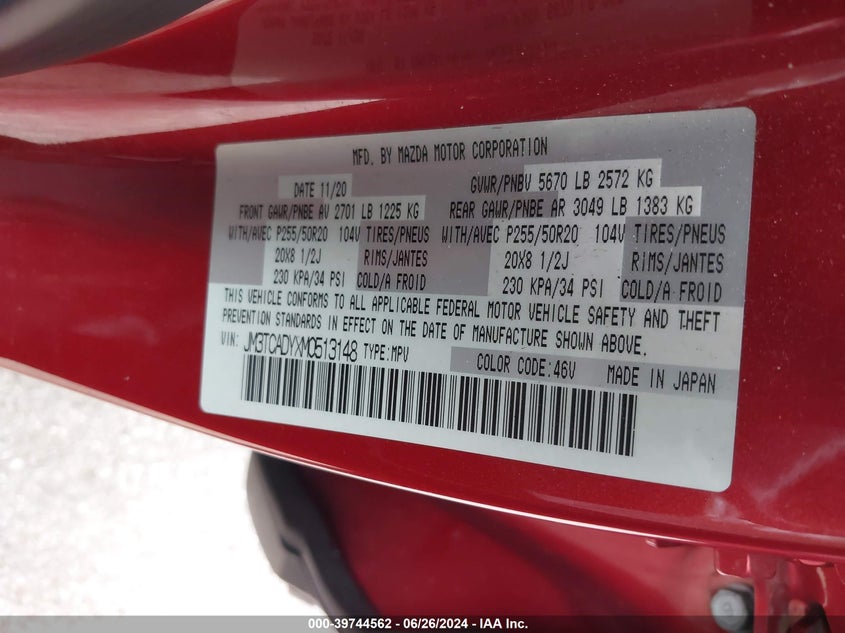 MFD. BY MAZDA MOTOR CORPORATION
DATE 11/20 GVWR/PNBV 5670 LB 2572 KG
FRONT GAWR/PNBE AV 2701 LB 1225 KG REAR GAWR/PNBE AR 3049 LB 1383 KG
WITH/AVEC P255/50R20 104V TIRES/PNEUS WITH/AVEC P255/50R20 104V TIRES/PNEUS
20X8 1/2J RIMS/JANTES 20X8 1/2J RIMS/JANTES
230 KPA/34 PSI COLD/A FROID 230 KPA/34 PSI COLD/A FROID
THIS VEHICLE CONFORMS TO ALL APPLICABLE FEDERAL MOTOR VEHICLE SAFETY AND THEFT
PREVENTION STANDARDS IN EFFECT ON THE DATE OF MANUFACTURE SHOWN ABOVE.
VIN: JM3TCADYXM0513148 TYPE:MPV
COLOR CODE:46V MADE IN JAPAN
000-39744562 / 06/26/2024 - IAA Inc.